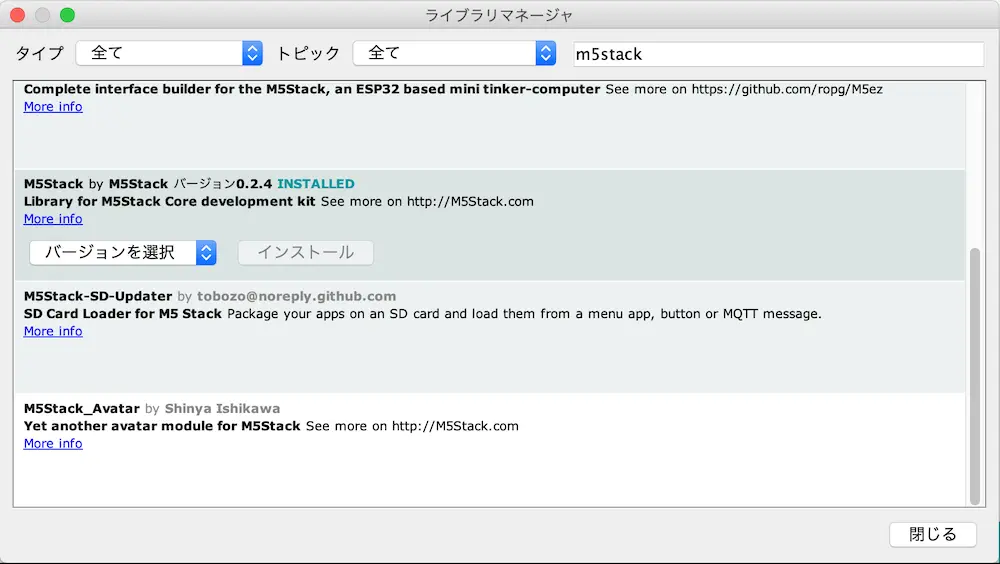 ライブラリマネージャ
タイプ 全て トピック 全て m5stack
Complete interface builder for the M5Stack, an ESP32 based mini tinker-computer See more on https://github.com/ropg/M5ez
More info
M5Stack by M5Stack バージョン0.2.4 INSTALLED
Library for M5Stack Core development kit See more on http://M5Stack.com
More info
バージョンを選択 インストール
M5Stack-SD-Updater by tobozo@noreply.github.com
SD Card Loader for M5 Stack Package your apps on an SD card and load them from a menu app, button or MQTT message.
More info
M5Stack_Avatar by Shinya Ishikawa
Yet another avatar module for M5Stack See more on http://M5Stack.com
More info
閉じる